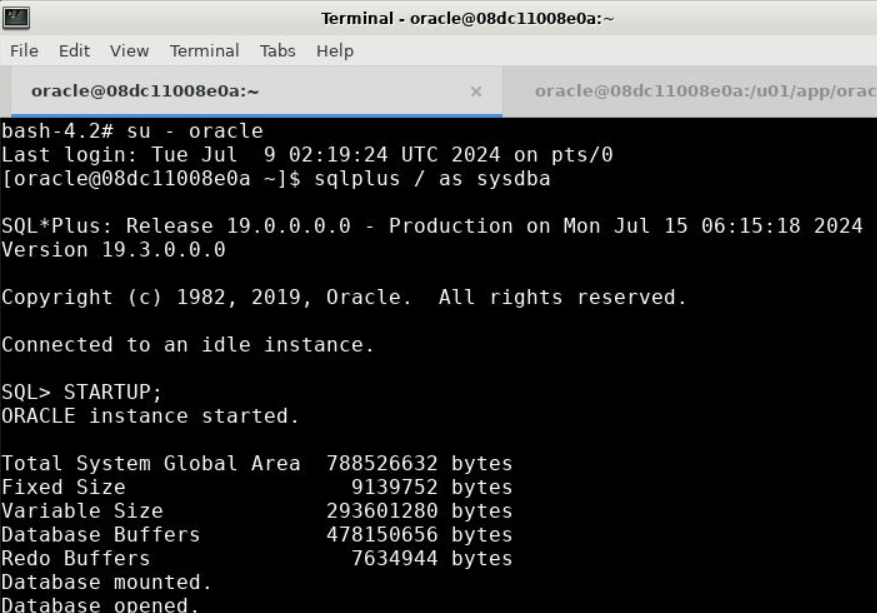 Terminal - oracle@08dc11008e0a:~
File Edit View Terminal Tabs Help
oracle@08dc11008e0a:~ × oracle@08dc11008e0a:/u01/app/orac
bash-4.2# su - oracle
Last login: Tue Jul  9 02:19:24 UTC 2024 on pts/0
[oracle@08dc11008e0a ~]$ sqlplus / as sysdba
SQL*Plus: Release 19.0.0.0.0 - Production on Mon Jul 15 06:15:18 2024
Version 19.3.0.0.0
Copyright (c) 1982, 2019, Oracle.  All rights reserved.
Connected to an idle instance.
SQL> STARTUP;
ORACLE instance started.
Total System Global Area  788526632 bytes
Fixed Size                  9139752 bytes
Variable Size             293601280 bytes
Database Buffers          478150656 bytes
Redo Buffers                7634944 bytes
Database mounted.
Database opened.